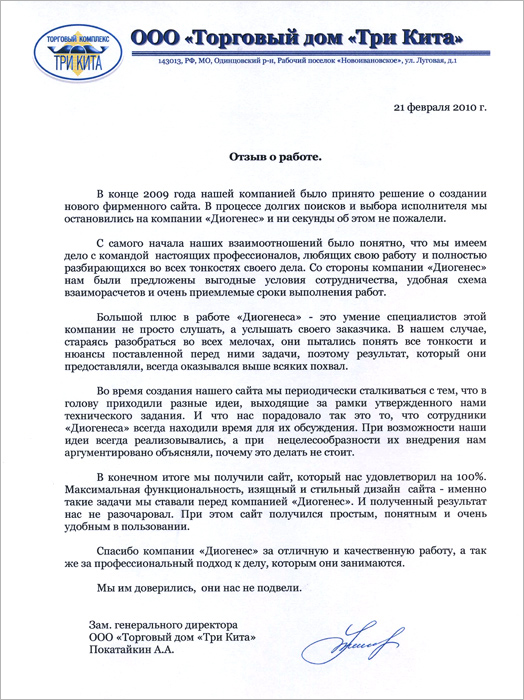 ТОРГОВЫЙ КОМПЛЕКС
ТРИ КИТА
ООО «Торговый дом «Три Кита»
143013, РФ, МО, Одинцовский р-н, Рабочий поселок «Новоивановское», ул. Луговая, д.1
21 февраля 2010 г.
Отзыв о работе.
В конце 2009 года нашей компанией было принято решение о создании
нового фирменного сайта. В процессе долгих поисков и выбора исполнителя мы
остановились на компании «Диогенес» и ни секунды об этом не пожалели.
С самого начала наших взаимоотношений было понятно, что мы имеем
дело с командой настоящих профессионалов, любящих свою работу и полностью
разбирающихся во всех тонкостях своего дела. Со стороны компании «Диогенес»
нам были предложены выгодные условия сотрудничества, удобная схема
взаиморасчетов и очень приемлемые сроки выполнения работ.
Большой плюс в работе «Диогенеса» - это умение специалистов этой
компании не просто слушать, а услышать своего заказчика. В нашем случае,
стараясь разобраться во всех мелочах, они пытались понять все тонкости и
нюансы поставленной перед ними задачи, поэтому результат, который они
предоставляли, всегда оказывался выше всяких похвал.
Во время создания нашего сайта мы периодически сталкиваться с тем, что в
голову приходили разные идеи, выходящие за рамки утвержденного нами
технического задания. И что нас порадовало так это то, что сотрудники
«Диогенеса» всегда находили время для их обсуждения. При возможности наши
идеи всегда реализовывались, а при нецелесообразности их внедрения нам
аргументировано объясняли, почему это делать не стоит.
В конечном итоге мы получили сайт, который нас удовлетворил на 100%.
Максимальная функциональность, изящный и стильный дизайн сайта - именно
такие задачи мы ставали перед компанией «Диогенес». И полученный результат
нас не разочаровал. При этом сайт получился простым, понятным и очень
удобным в пользовании.
Спасибо компании «Диогенес» за отличную и качественную работу, а так
же за профессиональный подход к делу, которым они занимаются.
Мы им доверились, они нас не подвели.
Зам. генерального директора
ООО «Торговый дом «Три Кита»
Покатайкин А.А.